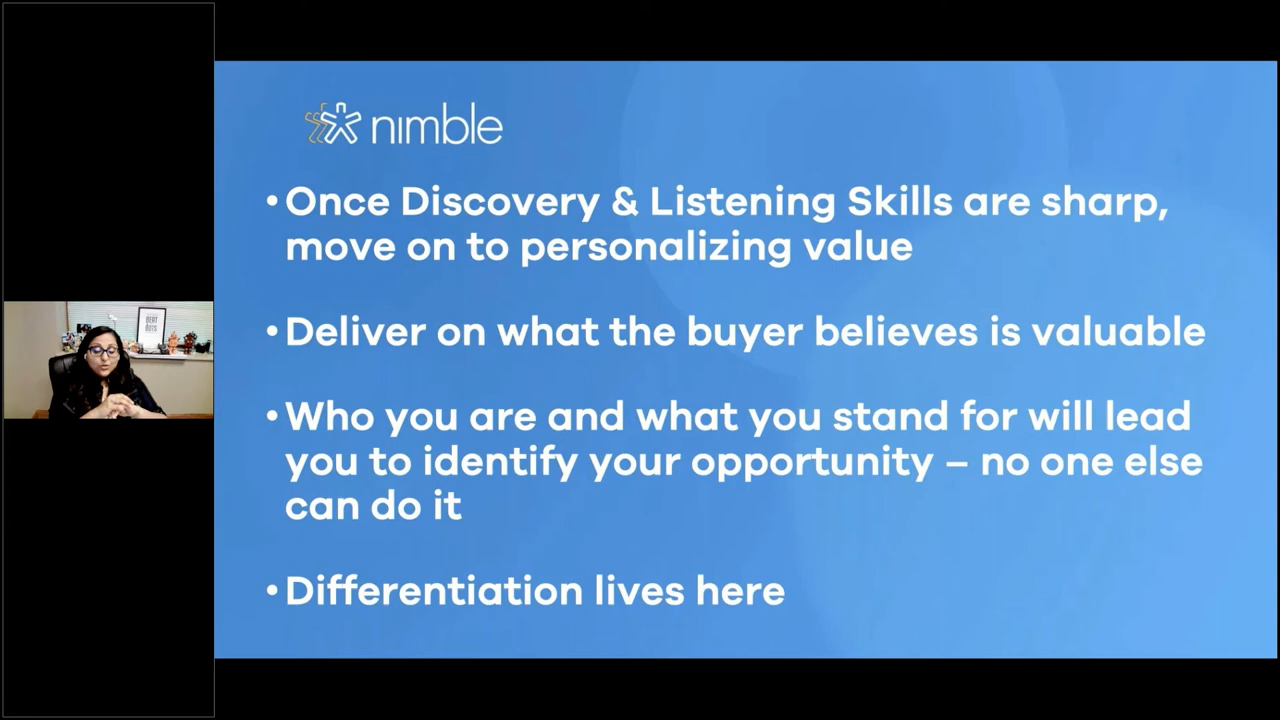 nimble
• Once Discovery & Listening Skills are sharp,
move on to personalizing value
• Deliver on what the buyer believes is valuable
• Who you are and what you stand for will lead
you to identify your opportunity – no one else
can do it
• Differentiation lives here